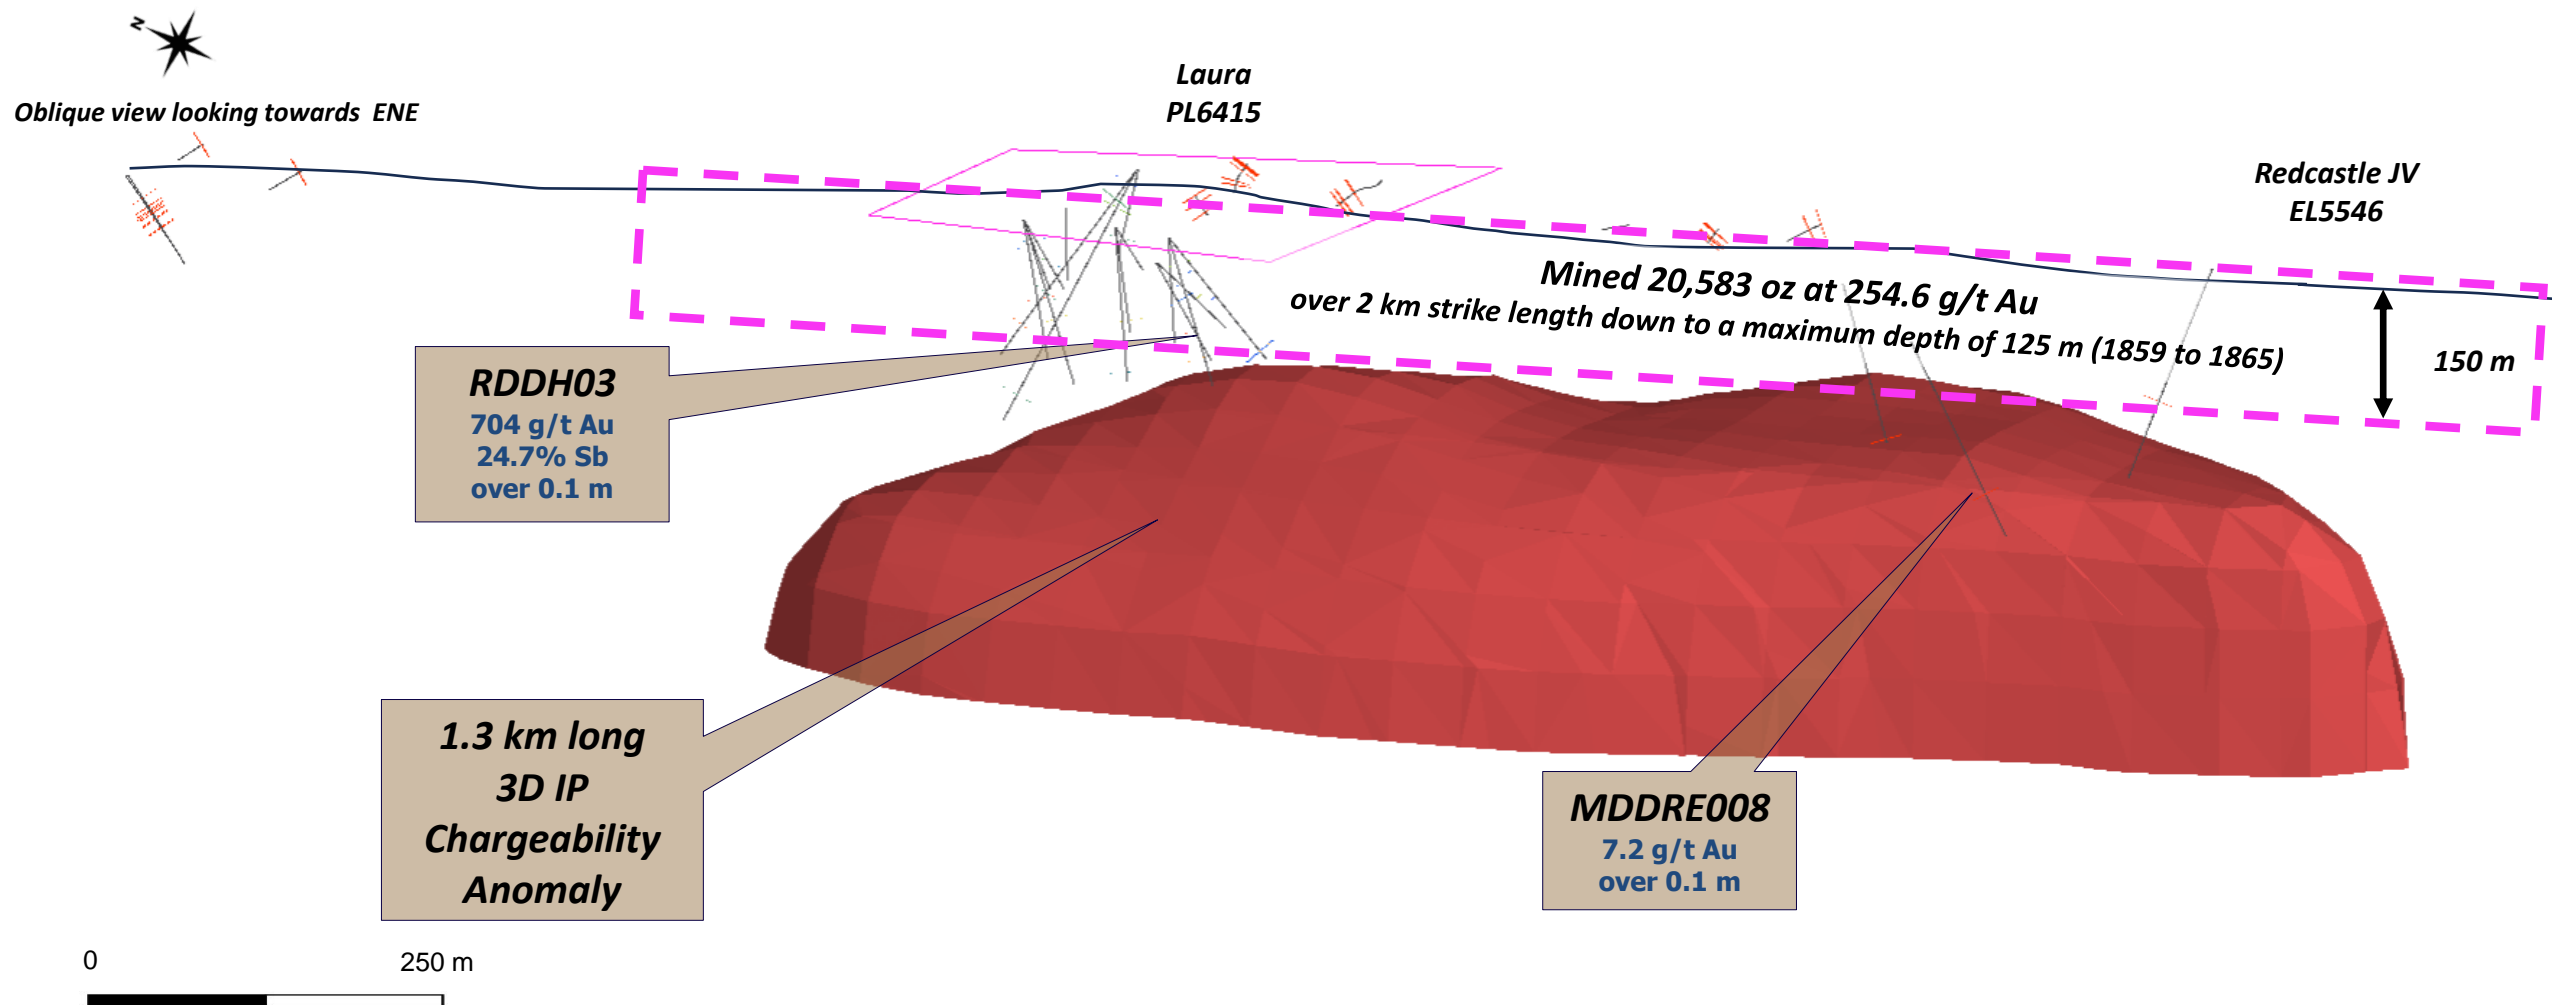 N
Oblique view looking towards ENE
Laura
PL6415
Redcastle JV
EL5546
Mined 20,583 oz at 254.6 g/t Au
over 2 km strike length down to a maximum depth of 125 m (1859 to 1865)
150 m
RDDH03
704 g/t Au
24.7% Sb
over 0.1 m
1.3 km long
3D IP
Chargeability
Anomaly
MDDRE008
7.2 g/t Au
over 0.1 m
0
250 m